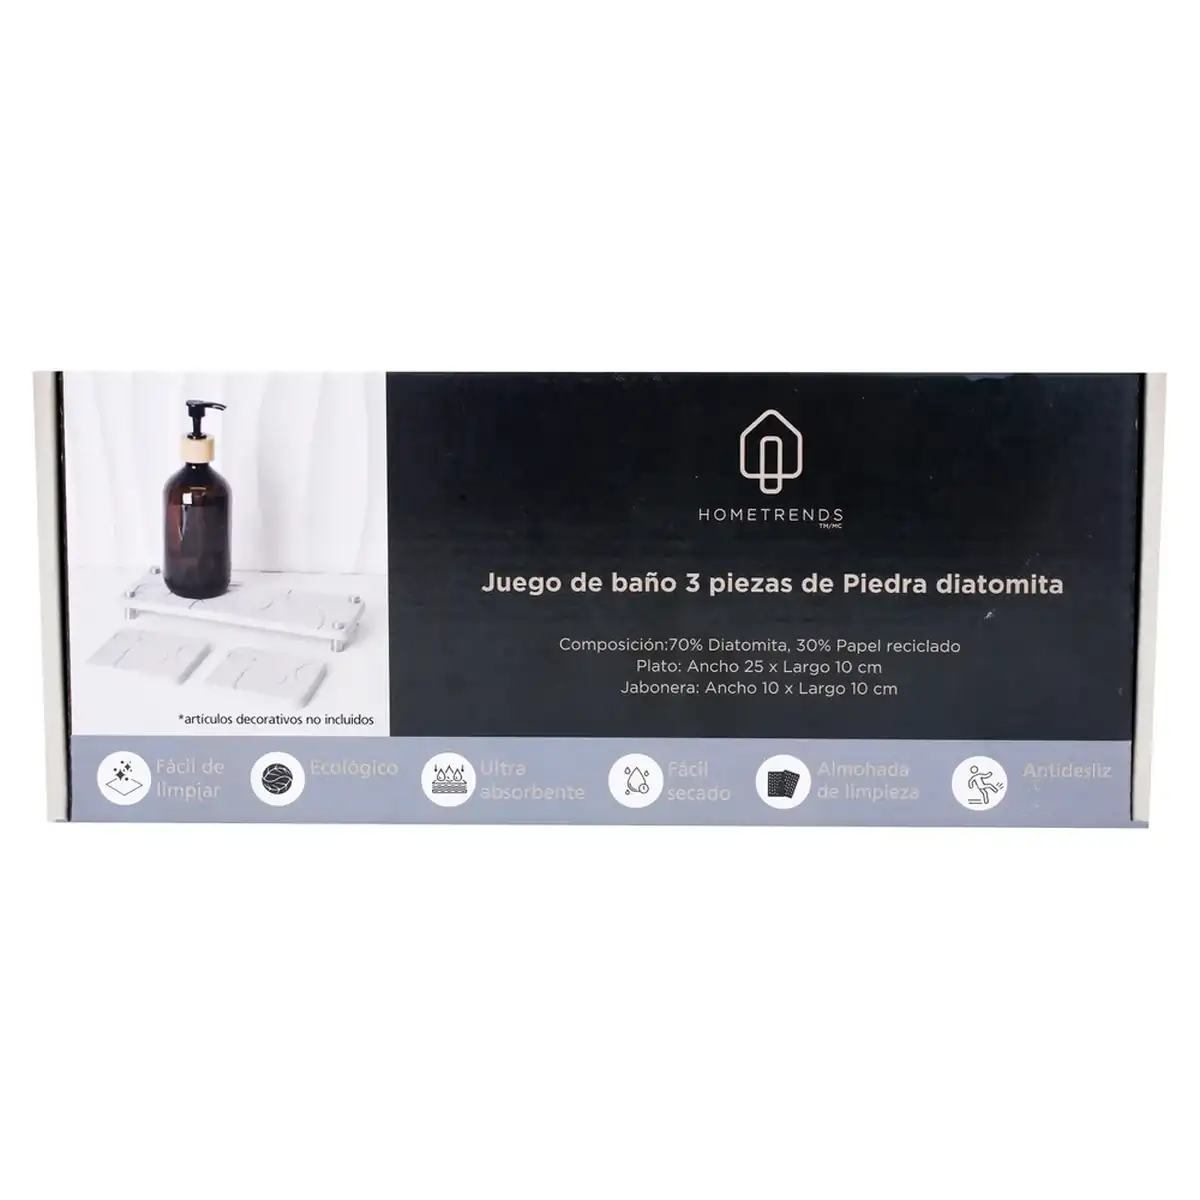 HOMETRENDS
TM/MC
Juego de baño 3 piezas de Piedra diatomita
Composición:70% Diatomita, 30% Papel reciclado
Plato: Ancho 25 x Largo 10 cm
Jabonera: Ancho 10 x Largo 10 cm
*artículos decorativos no incluidos
Fácil de
limpiar
Ecológico
Ultra
absorbente
Fácil
secado
Almohada
de limpieza
Antidesliz